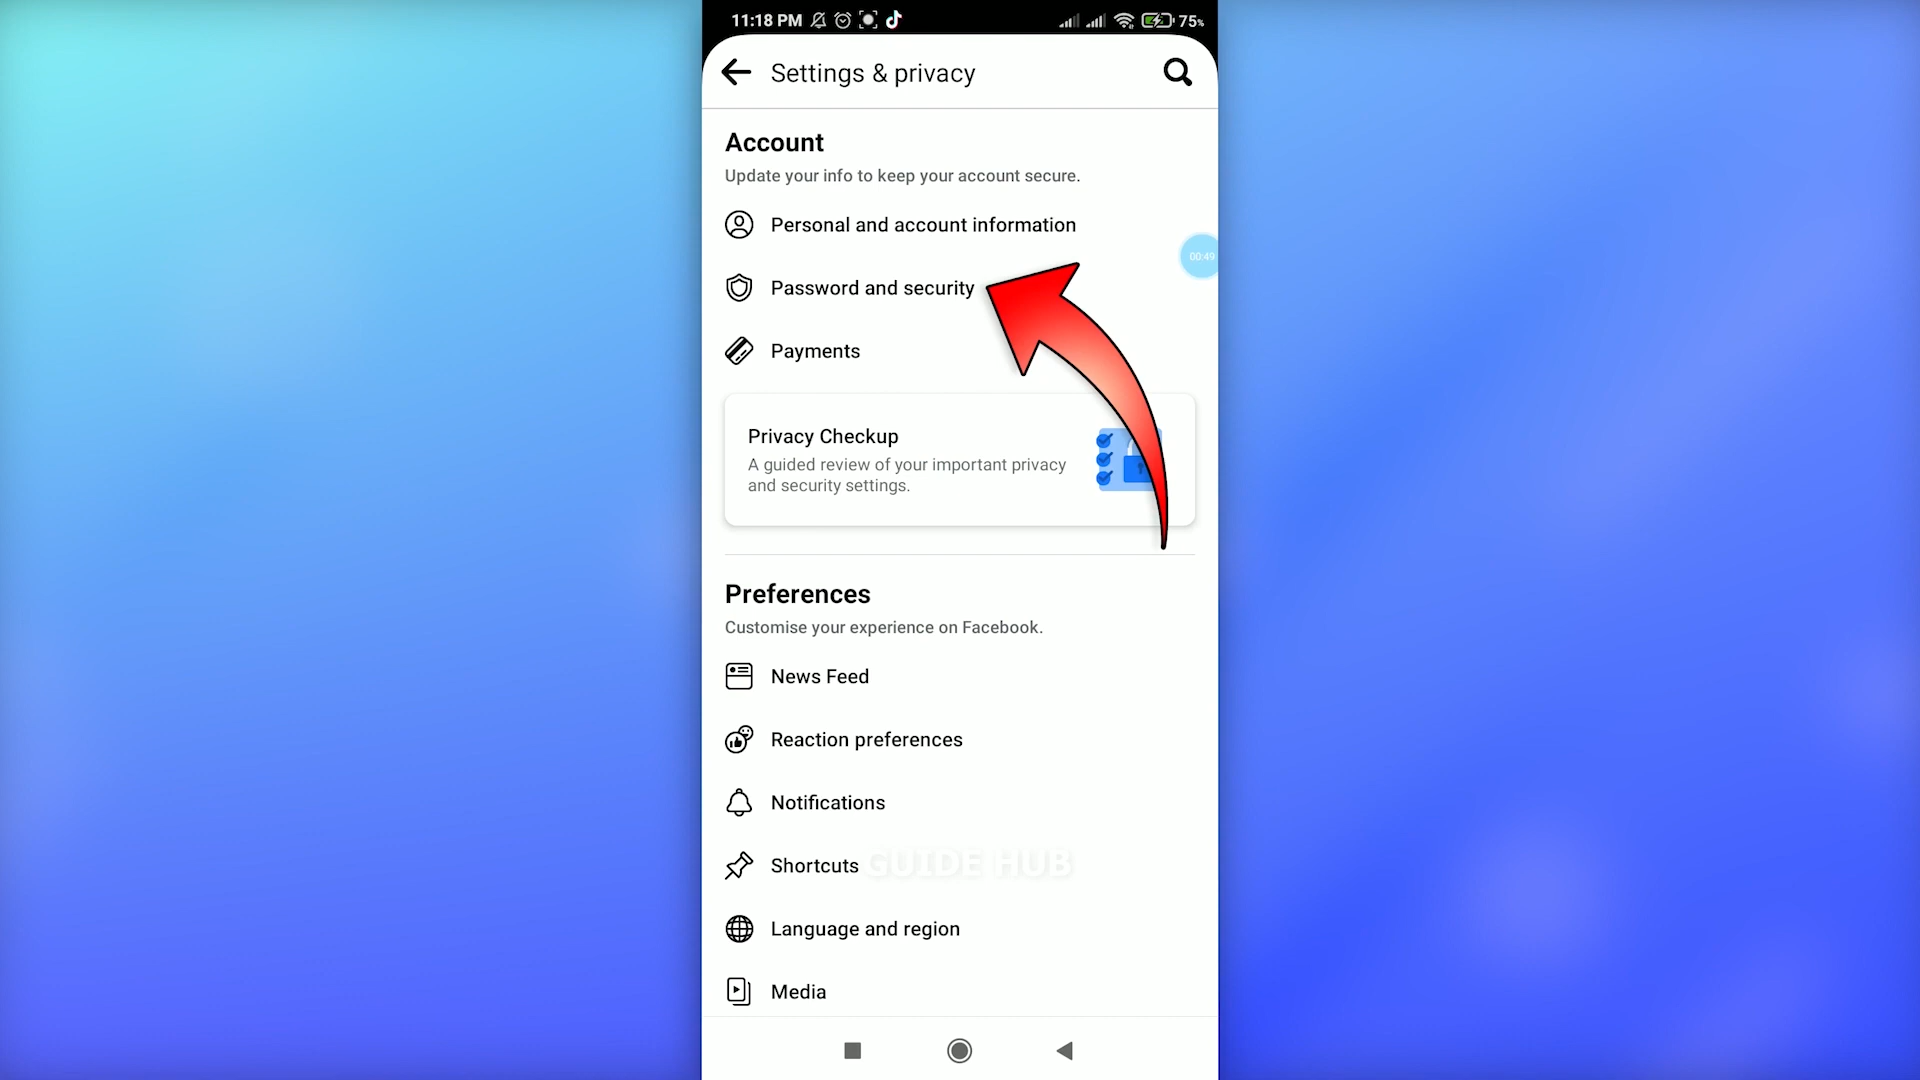 11:18 PM
75%
Settings & privacy
Account
Update your info to keep your account secure.
Personal and account information
00:49
Password and security
Payments
Privacy Checkup
A guided review of your important privacy
and security settings.
Preferences
Customise your experience on Facebook.
News Feed
Reaction preferences
Notifications
Shortcuts
GUIDE HUB
Language and region
Media